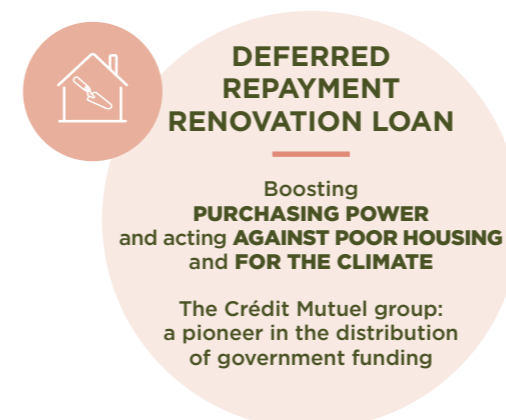 DEFERRED
REPAYMENT
RENOVATION LOAN
Boosting
PURCHASING POWER
and acting AGAINST POOR HOUSING
and FOR THE CLIMATE
The Crédit Mutuel group:
a pioneer in the distribution
of government funding